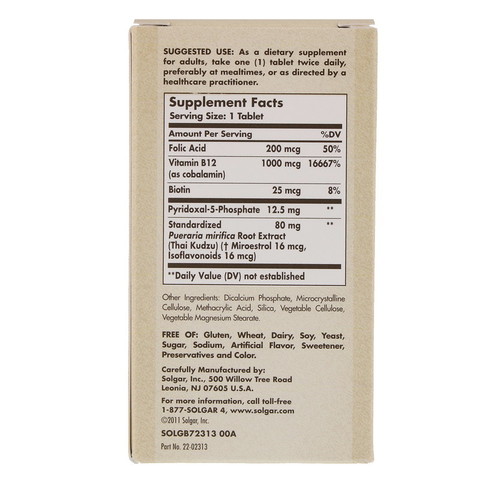 SUGGESTED USE: As a dietary supplement
for adults, take one (1) tablet twice daily,
preferably at mealtimes, or as directed by a
healthcare practitioner.
Supplement Facts
Serving Size: 1 Tablet
Amount Per Serving %DV
Folic Acid 200 mcg 50%
Vitamin B12 1000 mcg 16667%
(as cobalamin)
Biotin 25 mcg 8%
Pyridoxal-5-Phosphate 12.5 mg **
Standardized 80 mg **
Pueraria mirifica Root Extract
(Thai Kudzu) († Miroestrol 16 mcg,
Isoflavonoids 16 mcg)
**Daily Value (DV) not established
Other Ingredients: Dicalcium Phosphate, Microcrystalline
Cellulose, Methacrylic Acid, Silica, Vegetable Cellulose,
Vegetable Magnesium Stearate.
FREE OF: Gluten, Wheat, Dairy, Soy, Yeast,
Sugar, Sodium, Artificial Flavor, Sweetener,
Preservatives and Color.
Carefully Manufactured by:
Solgar, Inc., 500 Willow Tree Road
Leonia, NJ 07605 U.S.A.
For more information, call toll-free
1-877-SOLGAR 4, www.solgar.com
©2011 Solgar, Inc.
SOLGB72313 00A
Part No. 22-02313